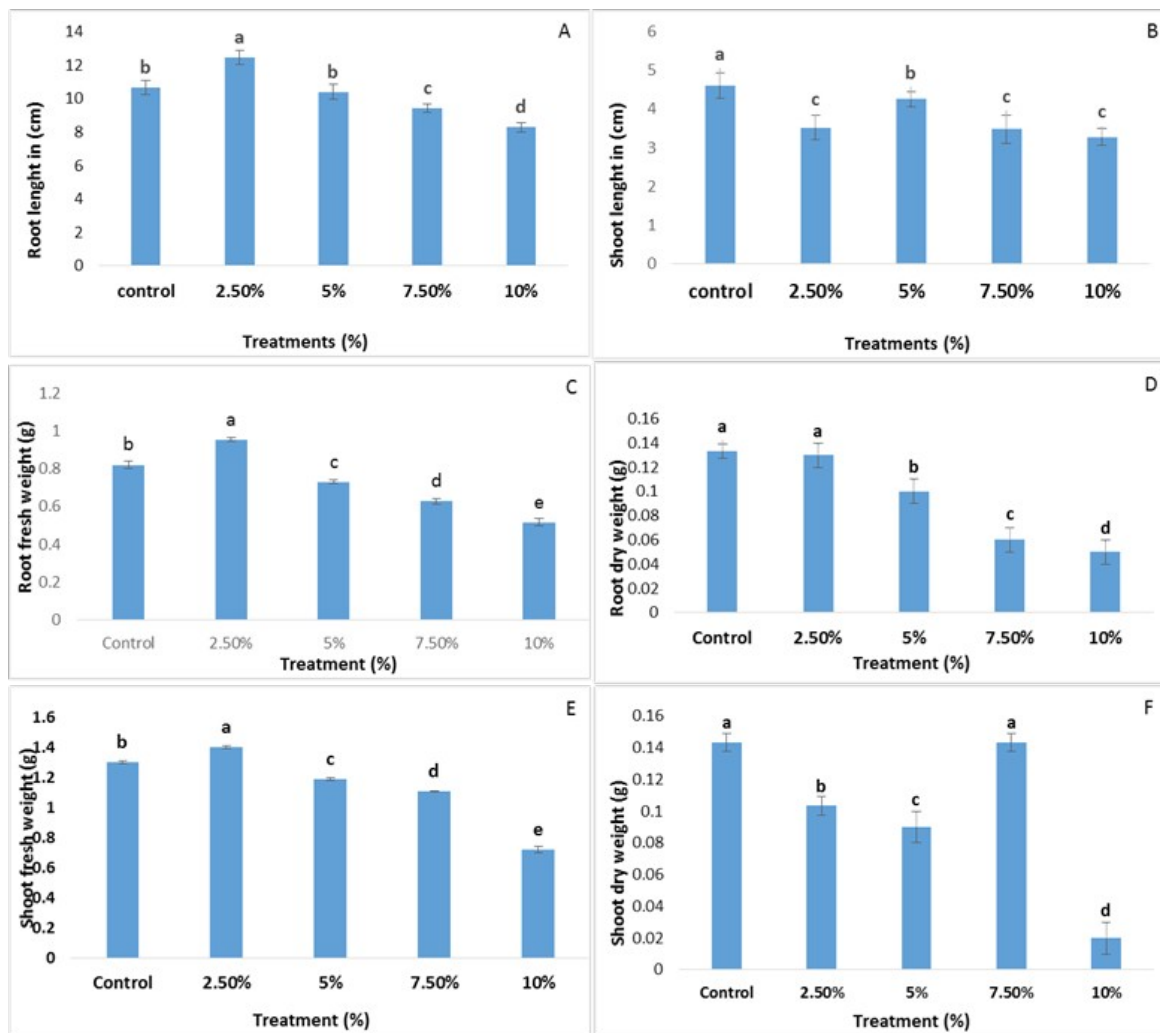 A
Root lenght in (cm)
14
12
10
8
6
4
2
0
b
a
b
c
d
control 2.50% 5% 7.50% 10%
Treatments (%)
B
Shoot lenght in (cm)
6
5
4
3
2
1
0
a
c
b
c
c
control 2.50% 5% 7.50% 10%
Treatments (%)
C
Root fresh weight (g)
1.2
1
0.8
0.6
0.4
0.2
0
b
a
c
d
e
Control 2.50% 5% 7.50% 10%
Treatment (%)
D
Root dry weight (g)
0.16
0.14
0.12
0.1
0.08
0.06
0.04
0.02
0
a
a
b
c
d
Control 2.50% 5% 7.50% 10%
Treatment (%)
E
Shoot fresh weight (g)
1.6
1.4
1.2
1
0.8
0.6
0.4
0.2
0
b
a
c
d
e
Control 2.50% 5% 7.50% 10%
Treatment (%)
F
Shoot dry weight (g)
0.16
0.14
0.12
0.1
0.08
0.06
0.04
0.02
0
a
b
c
a
d
Control 2.50% 5% 7.50% 10%
Treatment (%)